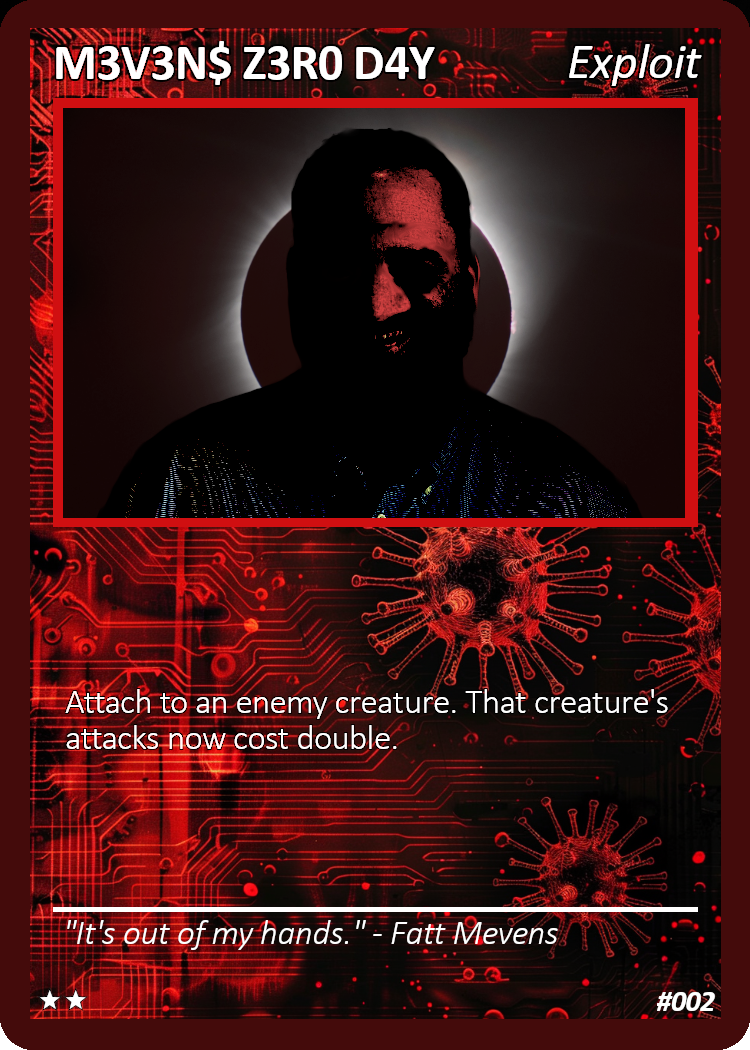 M3V3N$ Z3R0 D4Y
Exploit
Attach to an enemy creature. That creature's
attacks now cost double.
"It's out of my hands." - Fatt Mevens
★★
#002